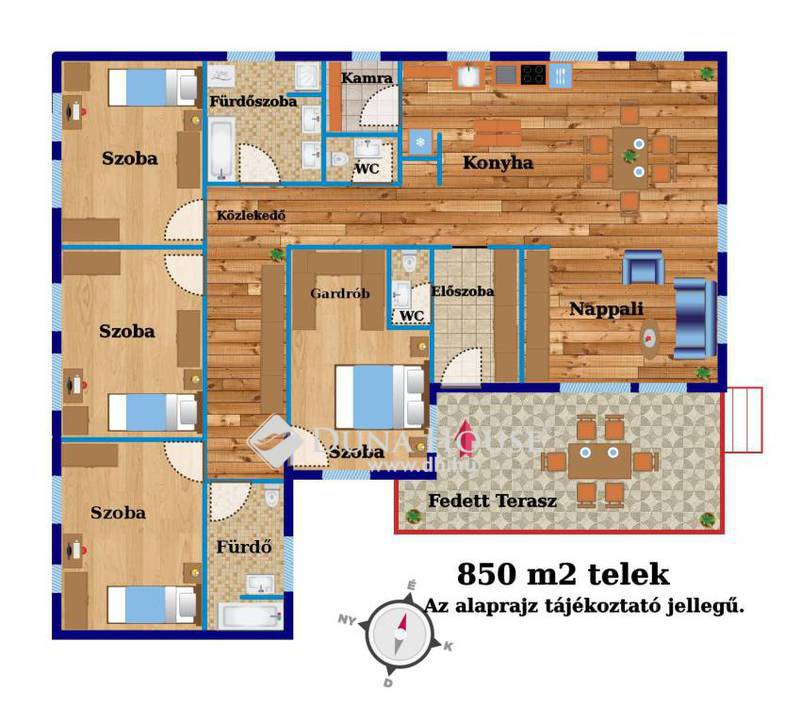 Kamra
Fürdőszoba
Szoba
WC
Konyha
Közlekedő
Gardrób
Előszoba
Nappali
WC
Szoba
DUNA HOUSE
www.dh.hu
Szoba
Fedett Terasz
Szoba
Fürdő
850 m2 telek
Az alaprajz tájékoztató jellegű.
É
NY
K
D